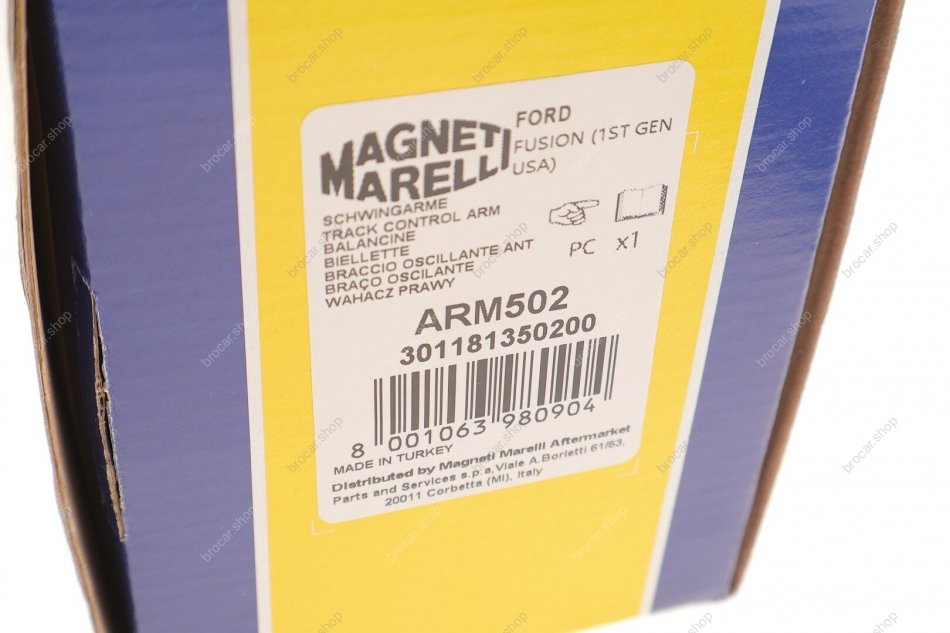 MAGNETI
MARELLI
FORD
FUSION (1ST GEN
USA)
SCHWINGARME
TRACK CONTROL ARM
BALANCINE
BIELLETTE
BRACCIO OSCILLANTE ANT
BRAÇO OSCILANTE
WAHACZ PRAWY
PC x1
ARM502
301181350200
8 001063 980904
MADE IN TURKEY
Distributed by Magneti Marelli Aftermarket
Parts and Services s.p.a. Viale A. Borletti 61/63,
20011 Corbetta (MI), Italy
brocar.shop